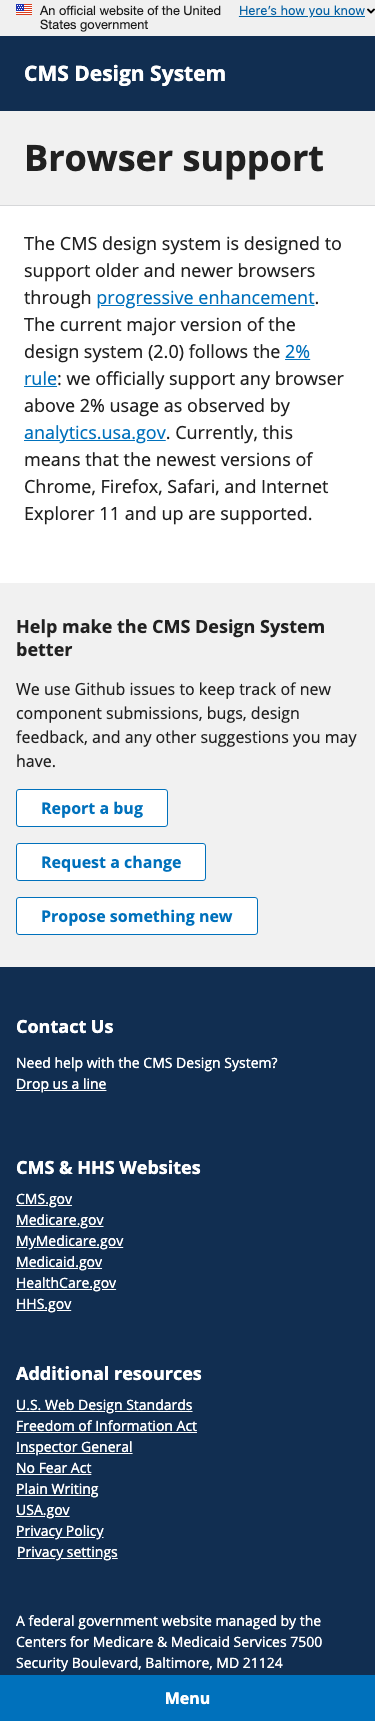 An official website of the United
States government
Here's how you know
CMS Design System
Browser support
The CMS design system is designed to
support older and newer browsers
through progressive enhancement.
The current major version of the
design system (2.0) follows the 2%
rule: we officially support any browser
above 2% usage as observed by
analytics.usa.gov. Currently, this
means that the newest versions of
Chrome, Firefox, Safari, and Internet
Explorer 11 and up are supported.
Help make the CMS Design System
better
We use Github issues to keep track of new
component submissions, bugs, design
feedback, and any other suggestions you may
have.
Report a bug
Request a change
Propose something new
Contact Us
Need help with the CMS Design System?
Drop us a line
CMS & HHS Websites
CMS.gov
Medicare.gov
MyMedicare.gov
Medicaid.gov
HealthCare.gov
HHS.gov
Additional resources
U.S. Web Design Standards
Freedom of Information Act
Inspector General
No Fear Act
Plain Writing
USA.gov
Privacy Policy
Privacy settings
A federal government website managed by the
Centers for Medicare & Medicaid Services 7500
Security Boulevard, Baltimore, MD 21124
Menu